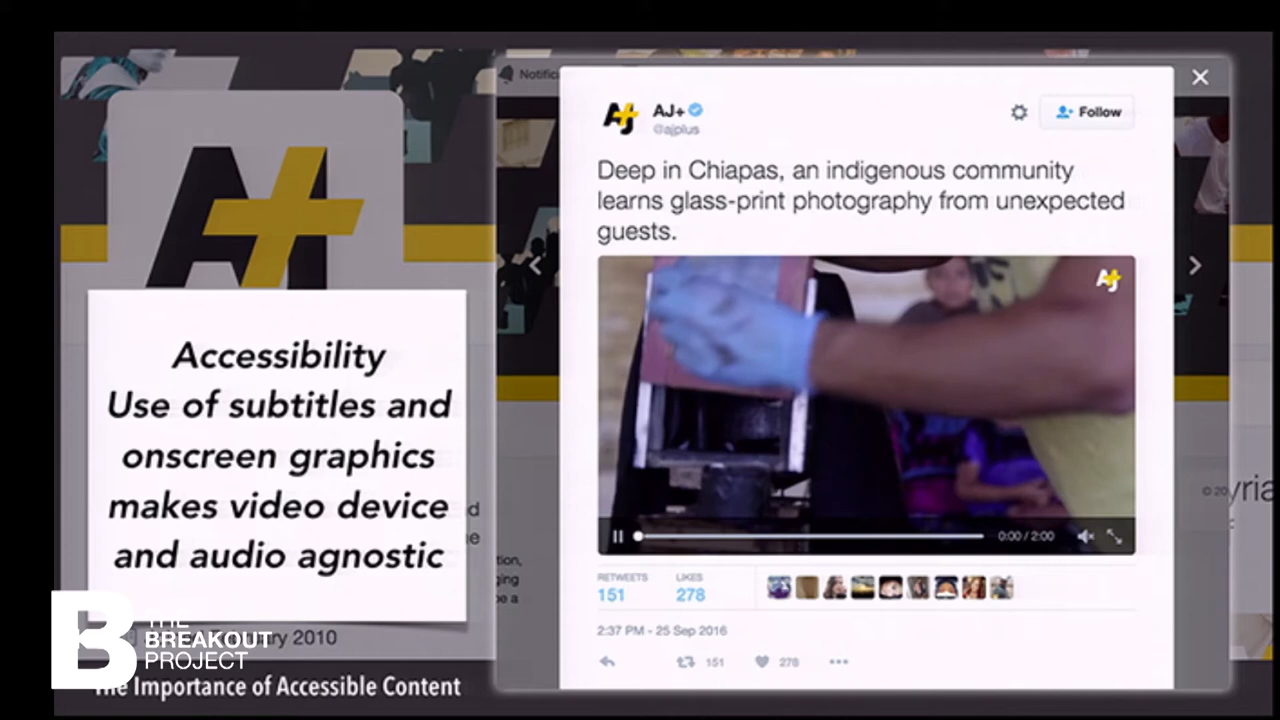 Notific
AJ+
@ajplus
Follow
Deep in Chiapas, an indigenous community
learns glass-print photography from unexpected
guests.
0:00 / 2:00
RETWEETS
LIKES
151
278
2:37 PM - 25 Sep 2016
151
278
Accessibility
Use of subtitles and
onscreen graphics
makes video device
and audio agnostic
THE
BREAKOUT
PROJECT
2010
The Importance of Accessible Content